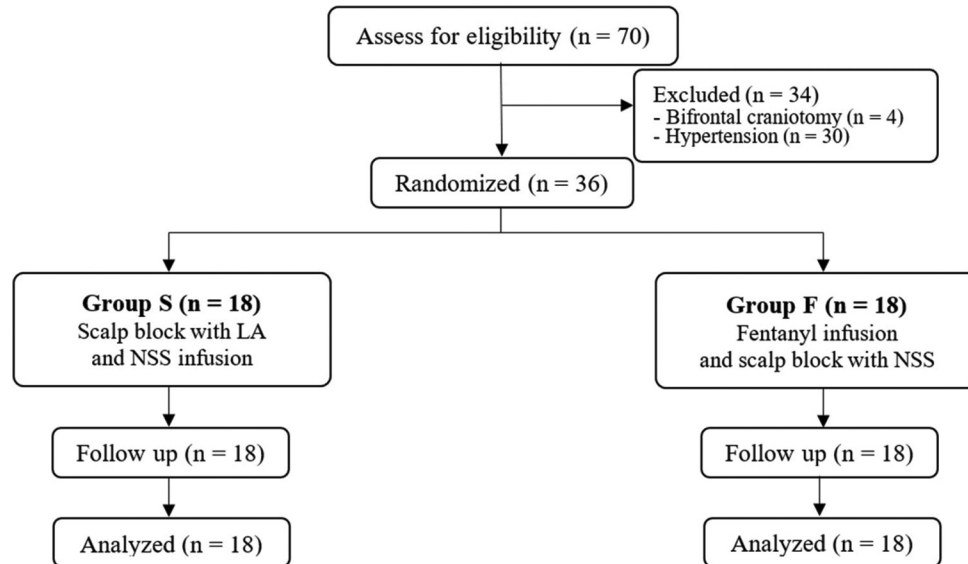 Assess for eligibility (n = 70)
Excluded (n = 34)
- Bifrontal craniotomy (n = 4)
- Hypertension (n = 30)
Randomized (n = 36)
Group S (n = 18)
Scalp block with LA
and NSS infusion
Group F (n = 18)
Fentanyl infusion
and scalp block with NSS
Follow up (n = 18)
Follow up (n = 18)
Analyzed (n = 18)
Analyzed (n = 18)